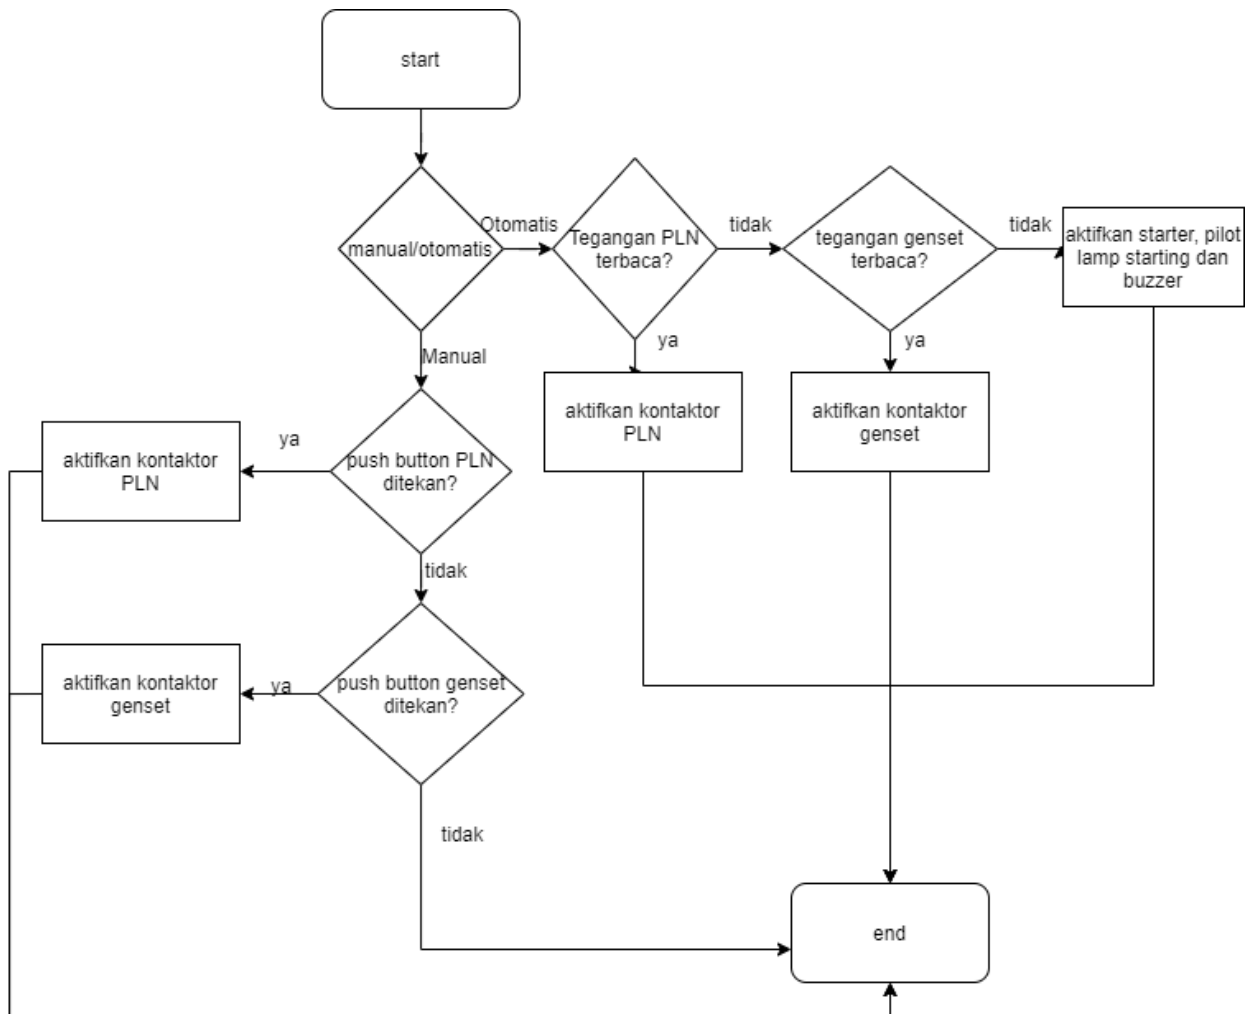 start
manual/otomatis
Otomatis
Tegangan PLN
terbaca?
tidak
tegangan genset
terbaca?
tidak
aktifkan starter, pilot
lamp starting dan
buzzer
ya
ya
Manual
aktifkan kontaktor
PLN
aktifkan kontaktor
genset
aktifkan kontaktor
PLN
ya
push button PLN
ditekan?
tidak
aktifkan kontaktor
genset
ya
push button genset
ditekan?
tidak
end